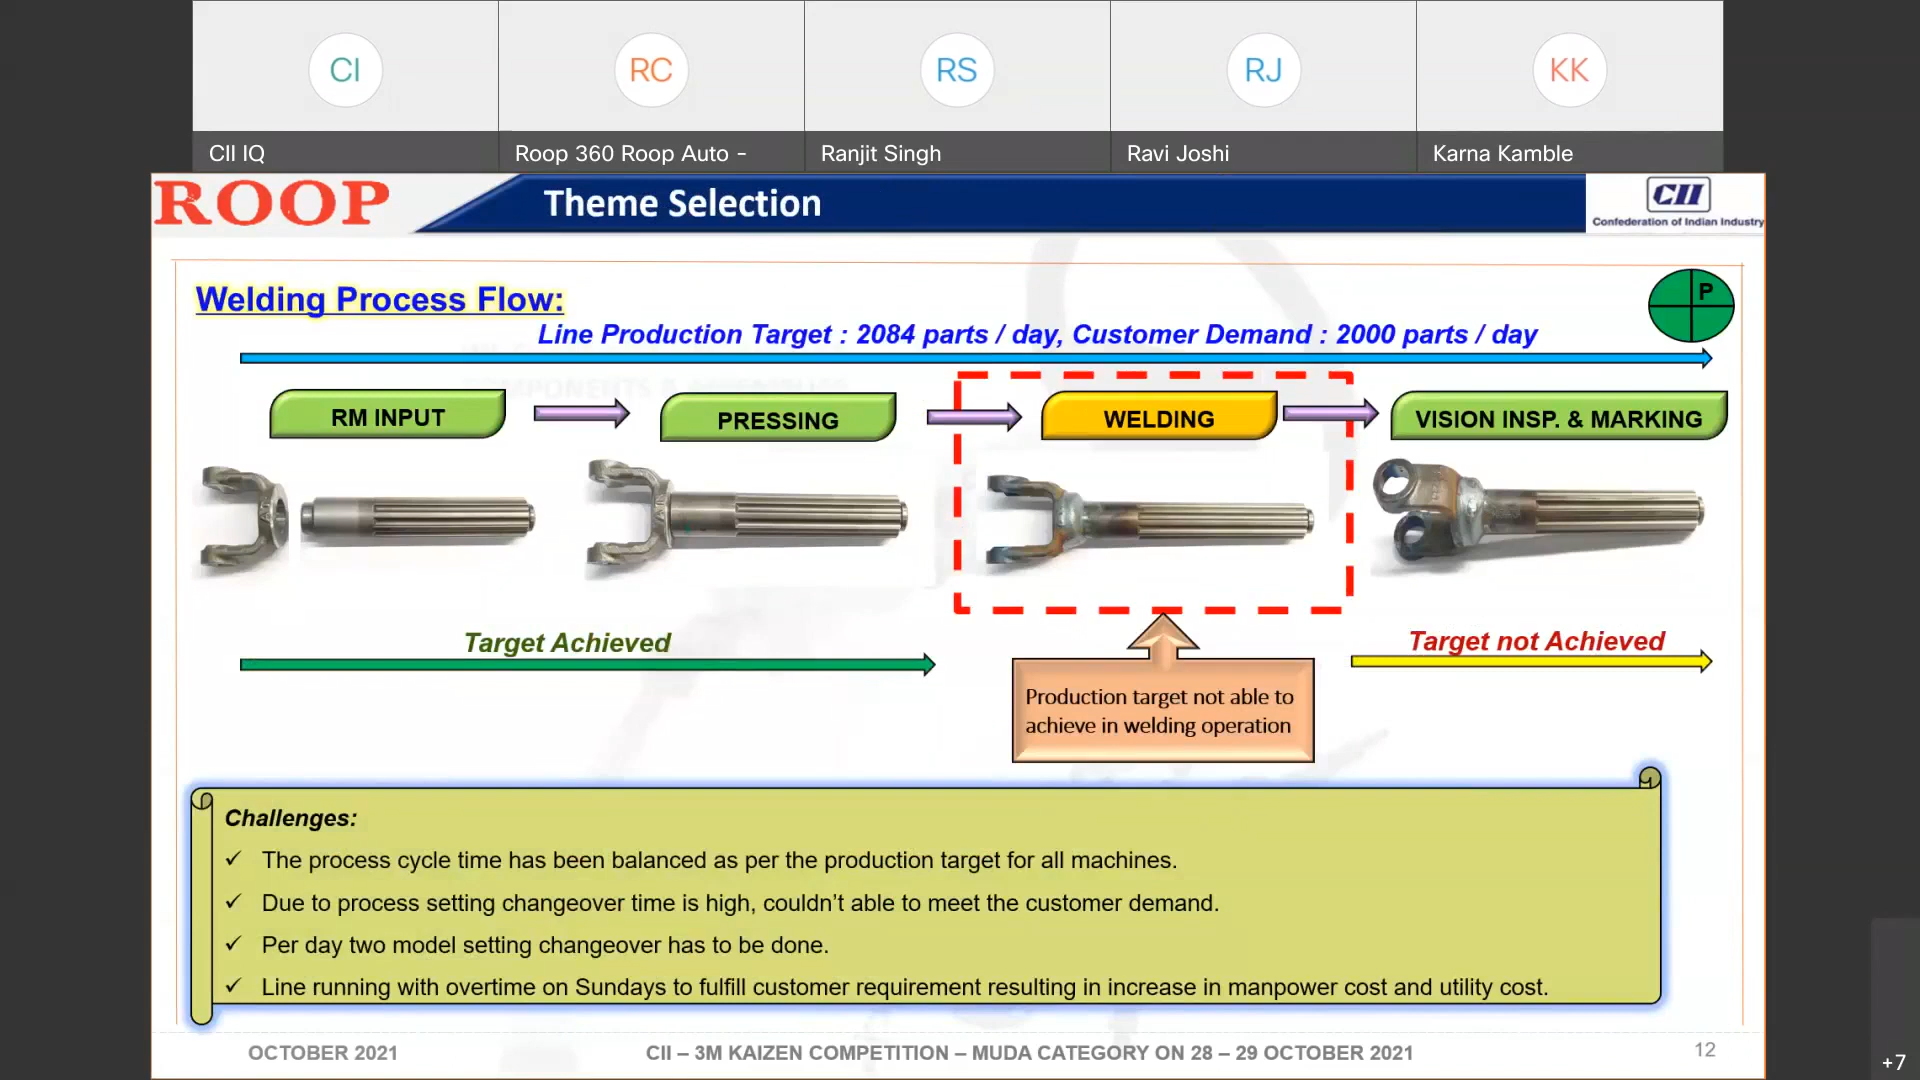 CI
RC
RS
RJ
KK
CII IQ
Roop 360 Roop Auto -
Ranjit Singh
Ravi Joshi
Karna Kamble
ROOP
Theme Selection
CII
Confederation of Indian Industry
Welding Process Flow:
P
Line Production Target : 2084 parts / day, Customer Demand : 2000 parts / day
RM INPUT
PRESSING
WELDING
VISION INSP. & MARKING
Target Achieved
Target not Achieved
Production target not able to
achieve in welding operation
Challenges:
✓ The process cycle time has been balanced as per the production target for all machines.
✓ Due to process setting changeover time is high, couldn't able to meet the customer demand.
✓ Per day two model setting changeover has to be done.
✓ Line running with overtime on Sundays to fulfill customer requirement resulting in increase in manpower cost and utility cost.
OCTOBER 2021
CII – 3M KAIZEN COMPETITION – MUDA CATEGORY ON 28 – 29 OCTOBER 2021
12
+7